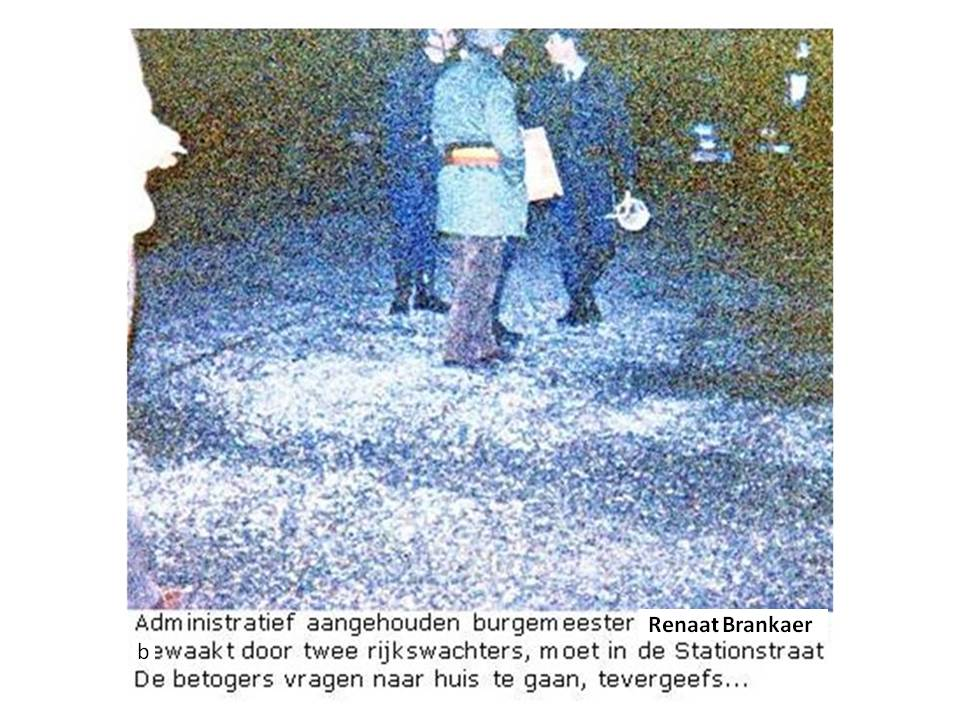 Administratief aangehouden burgemeester Renaat Brankaer
bewaakt door twee rijkswachters, moet in de Stationstraat
De betogers vragen naar huis te gaan, tevergeefs...